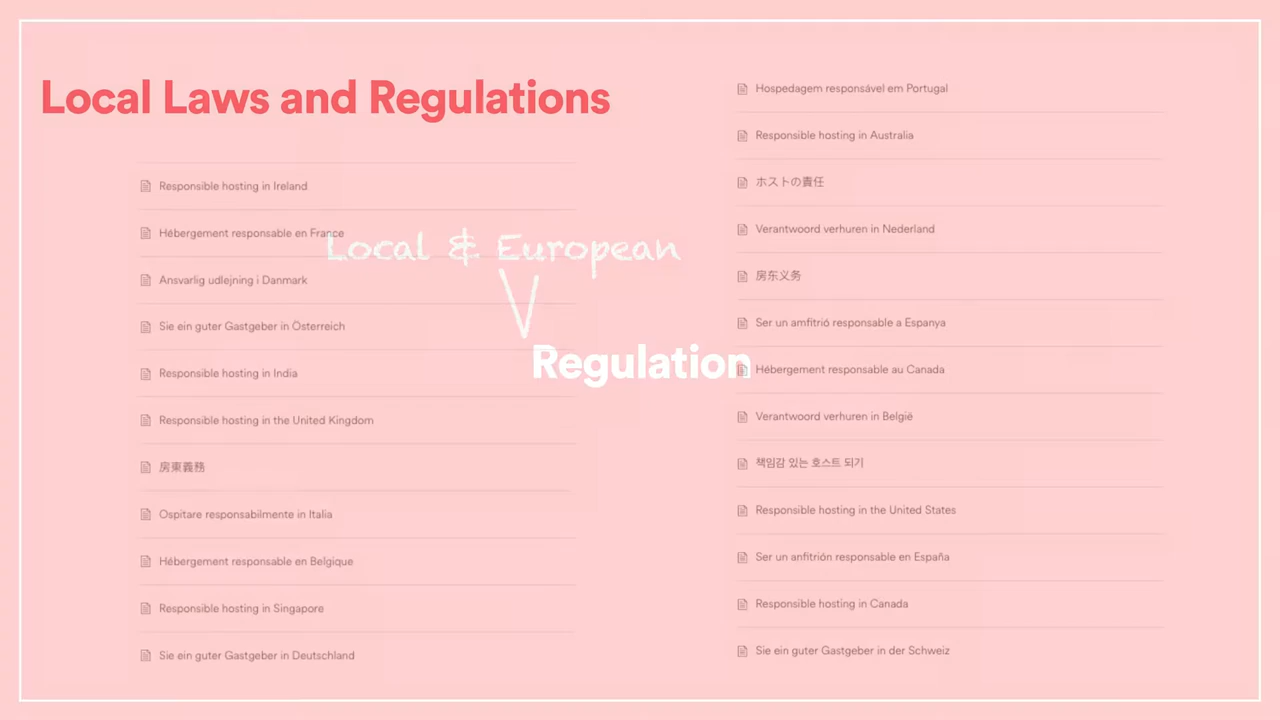 Local Laws and Regulations
Responsible hosting in Ireland
Hébergement responsable en France
Ansvarlig udlejning i Danmark
Sie ein guter Gastgeber in Österreich
Responsible hosting in India
Responsible hosting in the United Kingdom
房東義務
Ospitare responsabilmente in Italia
Hébergement responsable en Belgique
Responsible hosting in Singapore
Sie ein guter Gastgeber in Deutschland
Local & European
Regulation
Hospedagem responsável em Portugal
Responsible hosting in Australia
ホストの責任
Verantwoord verhuren in Nederland
房东义务
Ser un amfitrió responsable a Espanya
Hébergement responsable au Canada
Verantwoord verhuren in België
책임감 있는 호스트 되기
Responsible hosting in the United States
Ser un anfitrión responsable en España
Responsible hosting in Canada
Sie ein guter Gastgeber in der Schweiz